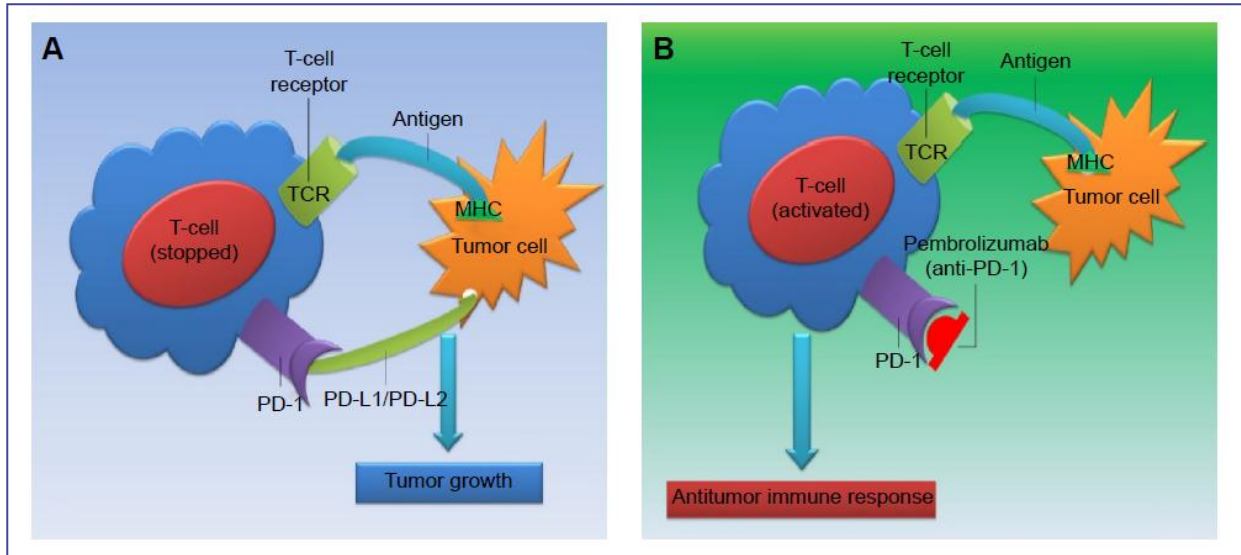 A
T-cell
receptor
Antigen
TCR
MHC
T-cell
(stopped)
Tumor cell
PD-1
PD-L1/PD-L2
Tumor growth
B
T-cell
receptor
Antigen
TCR
MHC
T-cell
(activated)
Tumor cell
Pembrolizumab
(anti-PD-1)
PD-1
Antitumor immune response